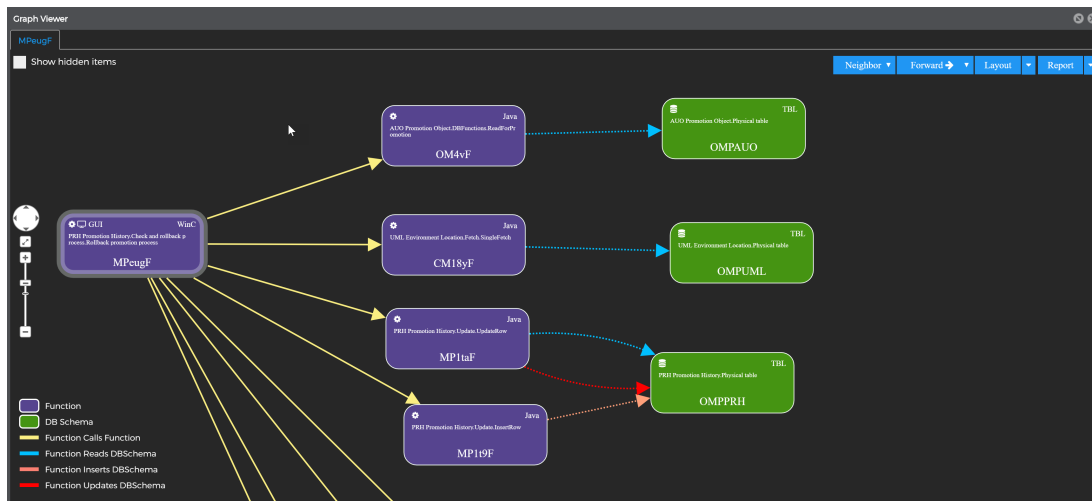 Graph Viewer
MPeugF
Show hidden items
Neighbor
Forward
Layout
Report
Java
AUO Promotion Object.DBFunctions.ReadForPr
omotion
OM4vF
TBL
AUO Promotion Object.Physical table
OMPAUO
GUI WinC
PRH Promotion History.Check and rollback p
rocess.Rollback promotion process
MPeugF
Java
UML Environment Location.Fetch.SingleFetch
CM18yF
TBL
UML Environment Location.Physical table
OMPUML
Java
PRH Promotion History.Update.UpdateRow
MP1taF
TBL
PRH Promotion History.Physical table
OMPPRH
Java
PRH Promotion History.Update.InsertRow
MP1t9F
Function
DB Schema
Function Calls Function
Function Reads DBSchema
Function Inserts DBSchema
Function Updates DBSchema